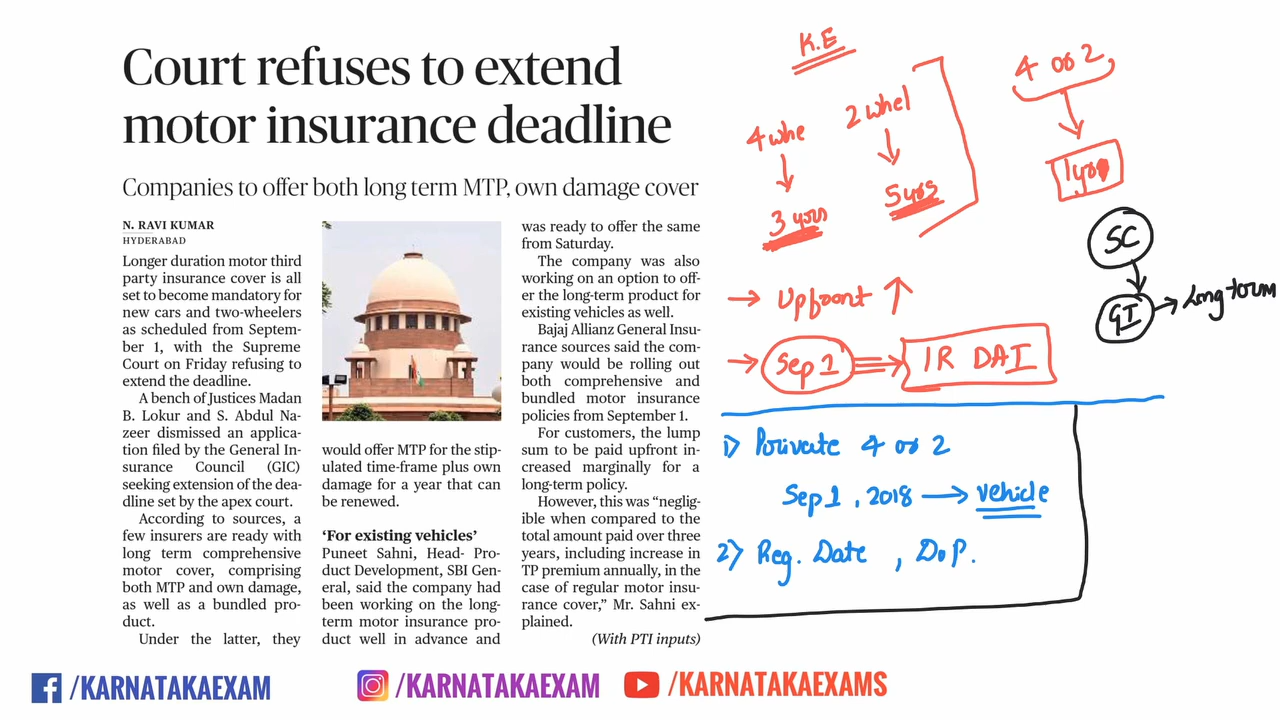 Court refuses to extend
motor insurance deadline
Companies to offer both long term MTP, own damage cover
N. RAVI KUMAR
HYDERABAD
Longer duration motor third
party insurance cover is all
set to become mandatory for
new cars and two-wheelers
as scheduled from Septem-
ber 1, with the Supreme
Court on Friday refusing to
extend the deadline.
A bench of Justices Madan
B. Lokur and S. Abdul Na-
zeer dismissed an applica-
tion filed by the General In-
surance Council (GIC)
seeking extension of the dea-
dline set by the apex court.
According to sources, a
few insurers are ready with
long term comprehensive
motor cover, comprising
both MTP and own damage,
as well as a bundled pro-
duct.
Under the latter, they
would offer MTP for the stip-
ulated time-frame plus own
damage for a year that can
be renewed.
‘For existing vehicles’
Puneet Sahni, Head- Pro-
duct Development, SBI Gen-
eral, said the company had
been working on the long-
term motor insurance pro-
duct well in advance and
was ready to offer the same
from Saturday.
The company was also
working on an option to off-
er the long-term product for
existing vehicles as well.
Bajaj Allianz General Insu-
rance sources said the com-
pany would be rolling out
both comprehensive and
bundled motor insurance
policies from September 1.
For customers, the lump
sum to be paid upfront in-
creased marginally for a
long-term policy.
However, this was “neglig-
ible when compared to the
total amount paid over three
years, including increase in
TP premium annually, in the
case of regular motor insu-
rance cover,” Mr. Sahni ex-
plained.
(With PTI inputs)
K.E
4 whe
3 yrs
2 whel
5 yrs
4 or 2
1 yr
SC
GI → Long term
→ Upfront ↑
→ Sep 1 → IRDAI
1) Private 4 or 2
Sep 1, 2018 → vehicle
2) Reg. Date, DoP.
/KARNATAKAEXAM
/KARNATAKAEXAM
/KARNATAKAEXAMS